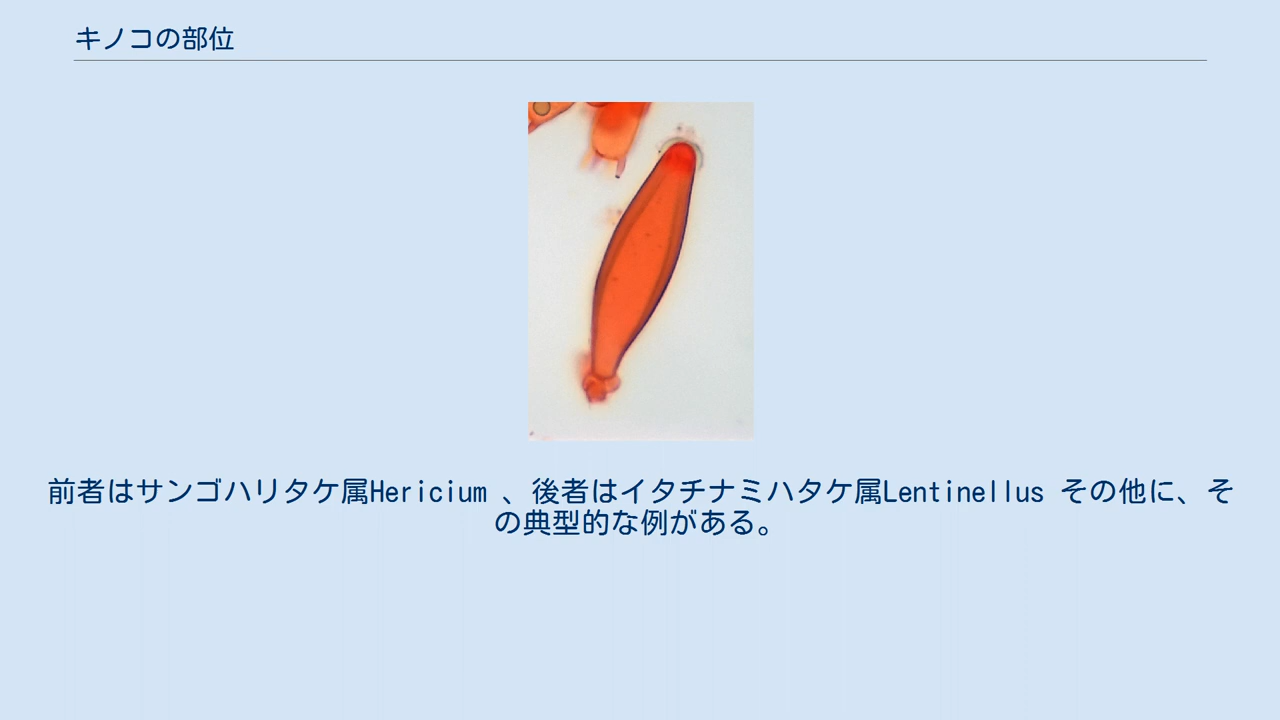 キノコの部位
前者はサンゴハリタケ属Hericium 、後者はイタチナミハタケ属Lentinellus その他に、そ
の典型的な例がある。